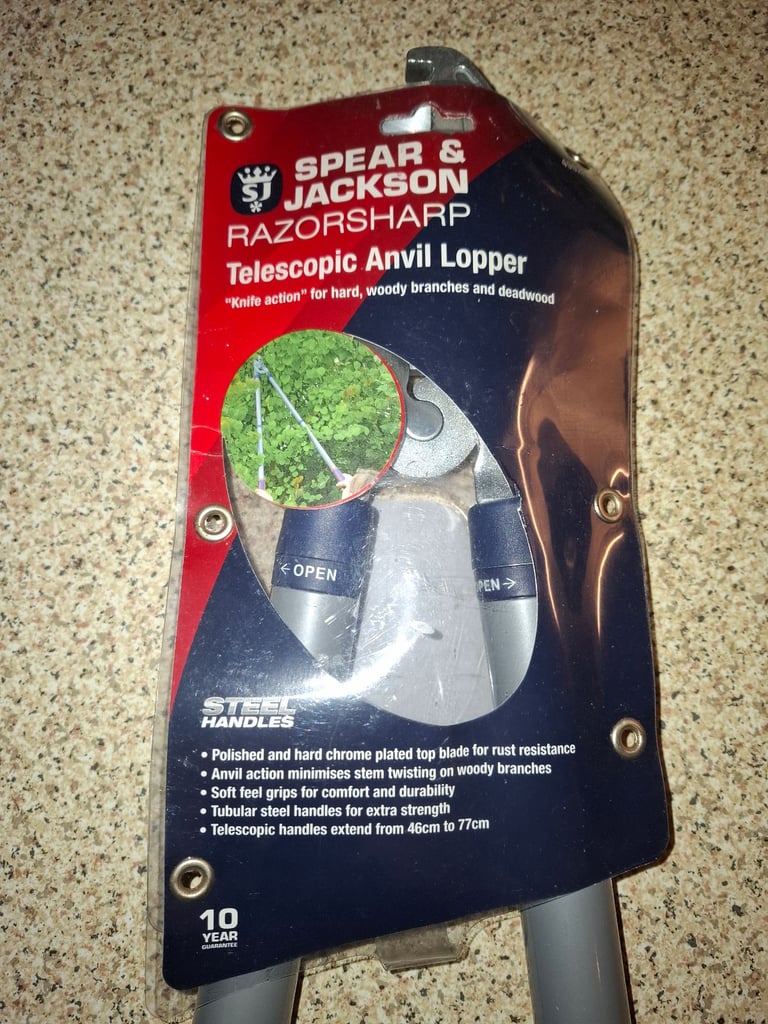 SJ
SPEAR &
JACKSON
RAZORSHARP
Telescopic Anvil Lopper
"Knife action" for hard, woody branches and deadwood
← OPEN
PEN →
STEEL
HANDLES
• Polished and hard chrome plated top blade for rust resistance
• Anvil action minimises stem twisting on woody branches
• Soft feel grips for comfort and durability
• Tubular steel handles for extra strength
• Telescopic handles extend from 46cm to 77cm
10
YEAR
GUARANTEE